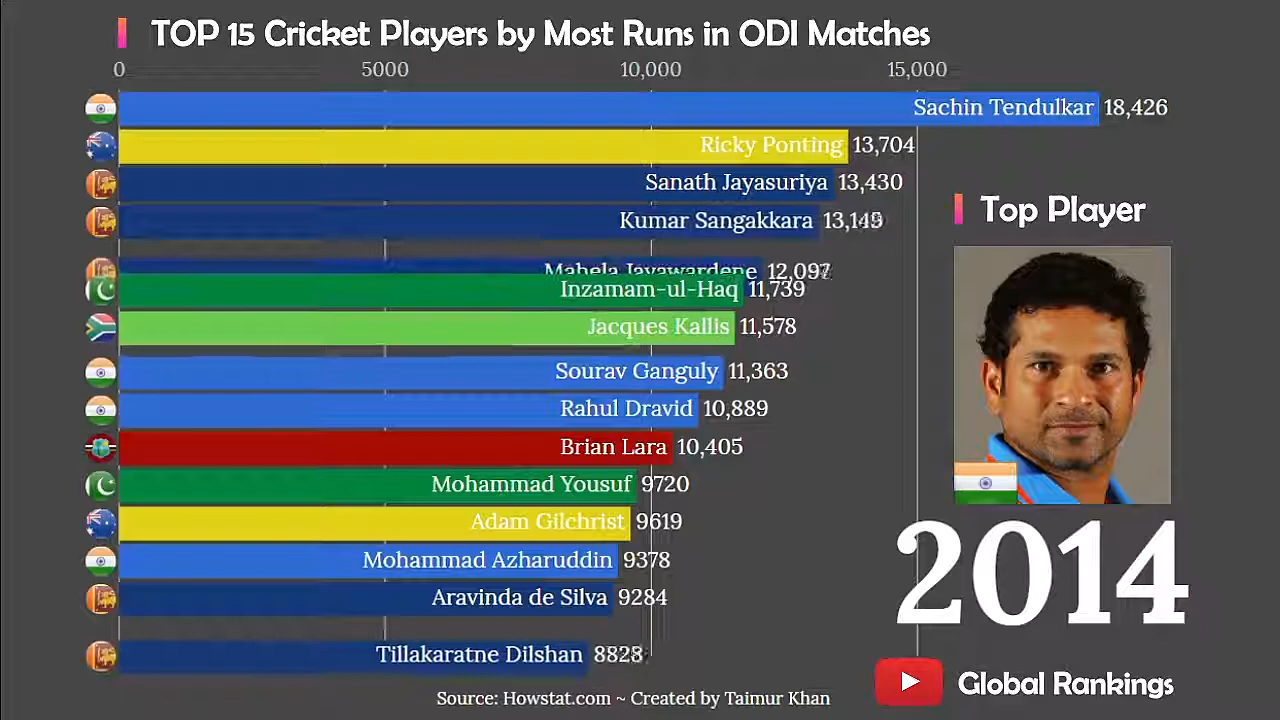 TOP 15 Cricket Players by Most Runs in ODI Matches
0 5000 10,000 15,000
Sachin Tendulkar 18,426
Ricky Ponting 13,704
Sanath Jayasuriya 13,430
Kumar Sangakkara
Top Player
Mahela Jayawardene 12,097
Inzamam-ul-Haq 11,739
Jacques Kallis 11,578
Sourav Ganguly 11,363
Rahul Dravid 10,889
Brian Lara 10,405
Mohammad Yousuf 9720
Adam Gilchrist 9619
Mohammad Azharuddin 9378
Aravinda de Silva 9284
2014
Tillakaratne Dilshan 8828
Global Rankings
Source: Howstat.com ~ Created by Taimur Khan